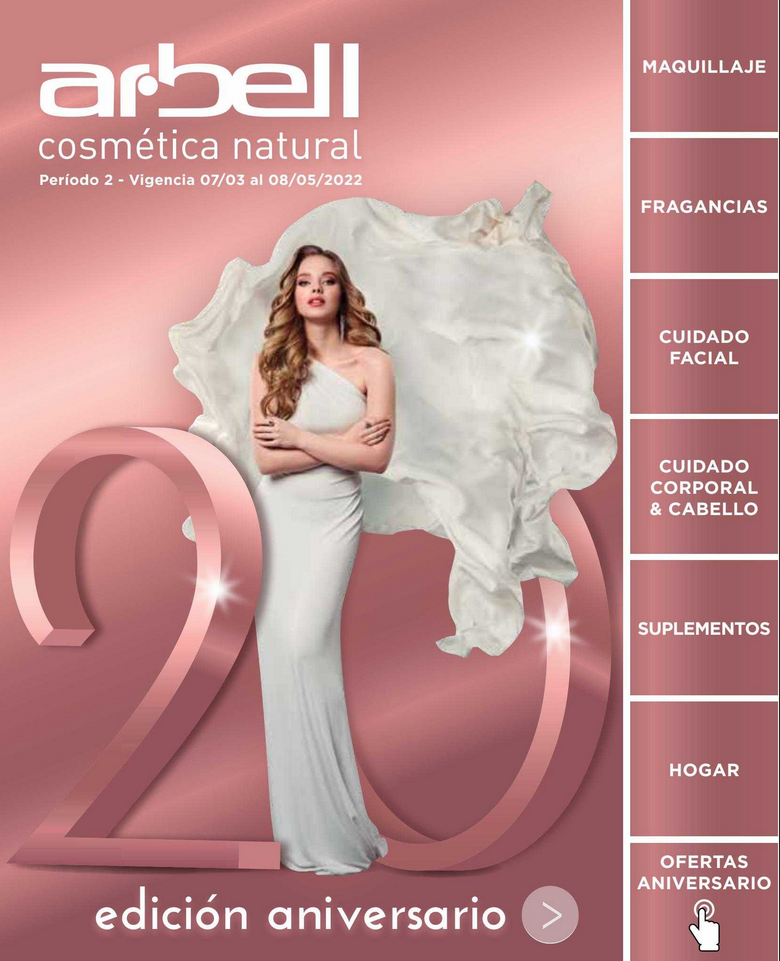 arbell
cosmética natural
Período 2 - Vigencia 07/03 al 08/05/2022
20
edición aniversario >
MAQUILLAJE
FRAGANCIAS
CUIDADO
FACIAL
CUIDADO
CORPORAL
& CABELLO
SUPLEMENTOS
HOGAR
OFERTAS
ANIVERSARIO